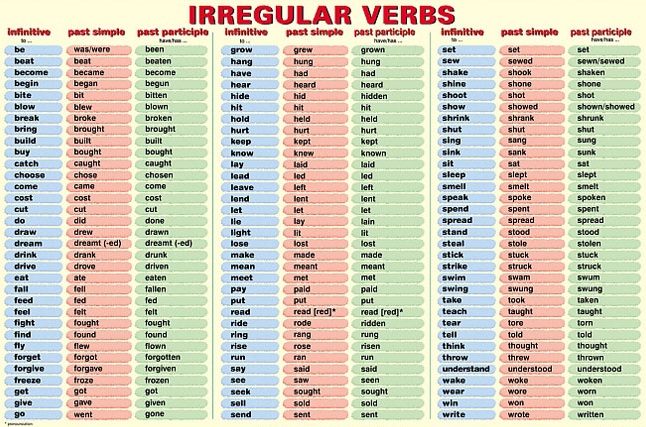 IRREGULAR VERBS
infinitive past simple past participle
to ... have/has ...
be was/were been
beat beat beaten
become became become
begin began begun
bite bit bitten
blow blew blown
break broke broken
bring brought brought
build built built
buy bought bought
catch caught caught
choose chose chosen
come came come
cost cost cost
cut cut cut
do did done
draw drew drawn
dream dreamt (-ed) dreamt (-ed)
drink drank drunk
drive drove driven
eat ate eaten
fall fell fallen
feed fed fed
feel felt felt
fight fought fought
find found found
fly flew flown
forget forgot forgotten
forgive forgave forgiven
freeze froze frozen
get got got
give gave given
go went gone
* pronunciation
infinitive past simple past participle
to ... have/has ...
grow grew grown
hang hung hung
have had had
hear heard heard
hide hid hidden
hit hit hit
hold held held
hurt hurt hurt
keep kept kept
know knew known
lay laid laid
lead led led
leave left left
lend lent lent
let let let
lie lay lain
light lit lit
lose lost lost
make made made
mean meant meant
meet met met
pay paid paid
put put put
read read [red]* read [red]*
ride rode ridden
ring rang rung
rise rose risen
run ran run
say said said
see saw seen
seek sought sought
sell sold sold
send sent sent
infinitive past simple past participle
to ... have/has ...
set set set
sew sewed sewn/sewed
shake shook shaken
shine shone shone
shoot shot shot
show showed shown/showed
shrink shrank shrunk
shut shut shut
sing sang sung
sink sank sunk
sit sat sat
sleep slept slept
smell smelt smelt
speak spoke spoken
spend spent spent
spread spread spread
stand stood stood
steal stole stolen
stick stuck stuck
strike struck struck
swim swam swum
swing swung swung
take took taken
teach taught taught
tear tore torn
tell told told
think thought thought
throw threw thrown
understand understood understood
wake woke woken
wear wore worn
win won won
write wrote written